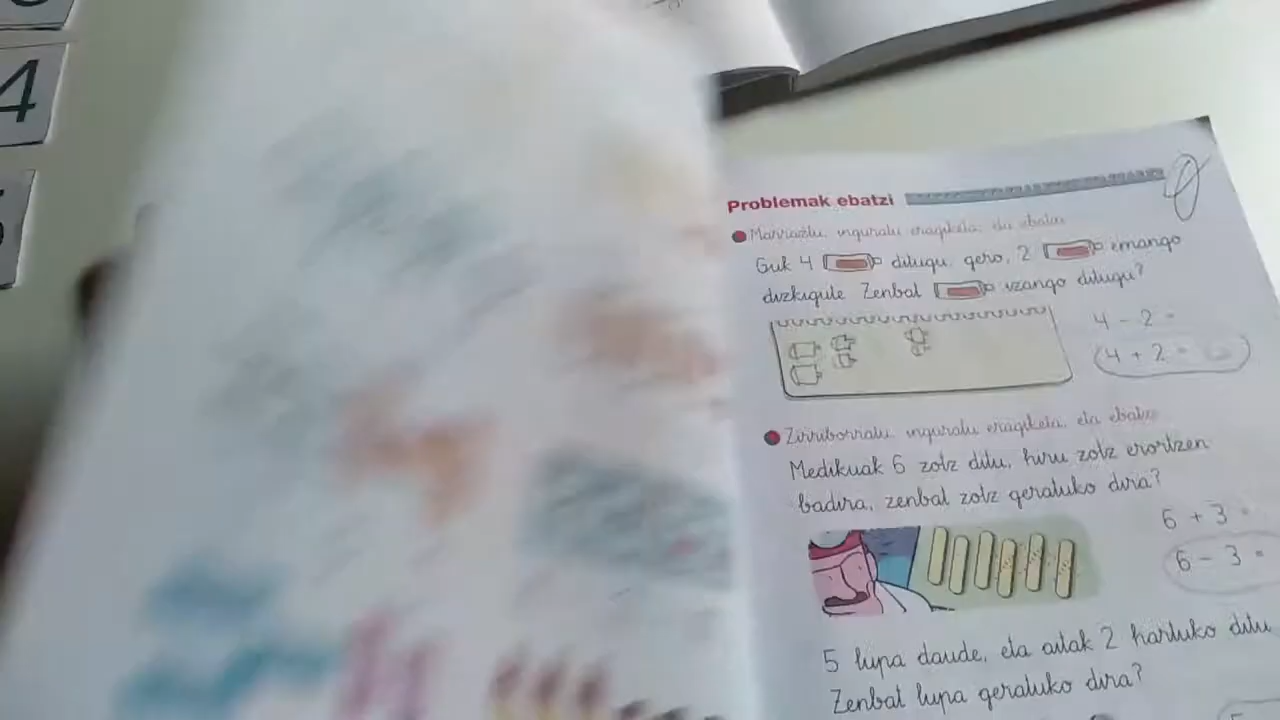 4
Problemak ebatzi
Marraztu, inguratu eragiketa, eta ebatzi.
Guk 4 ditugu, gero, 2 emango
dizkigute. Zenbat izango ditugu?
4 - 2 =
4 + 2 =
Zirriborratu, inguratu eragiketa, eta ebatzi.
Medikuak 6 zotz ditu, hiru zotz erortzen
badira, zenbat zotz geratuko dira?
6 + 3 =
6 - 3 =
5 lupa daude, eta aitak 2 hartuko ditu
Zenbat lupa geratuko dira?